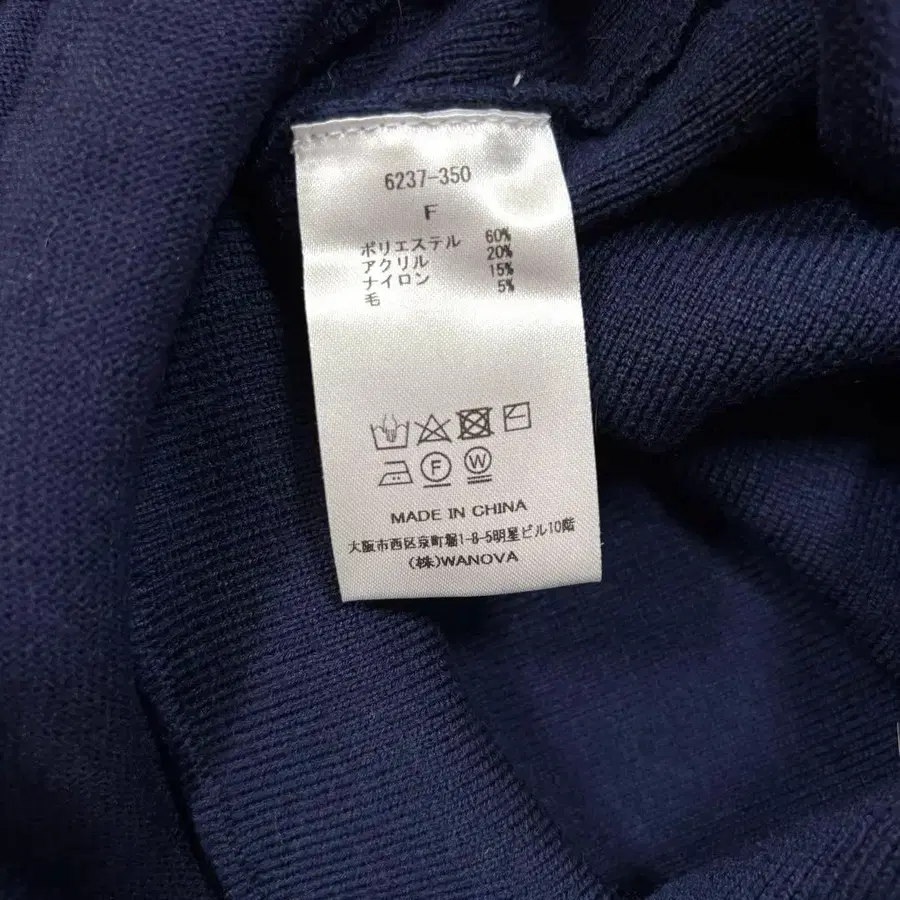 6237-350
F
ポリエステル 60%
アクリル 20%
ナイロン 15%
毛 5%
F W
MADE IN CHINA
大阪市西区京町堀1-8-5明星ビル10階
(株)WANOVA